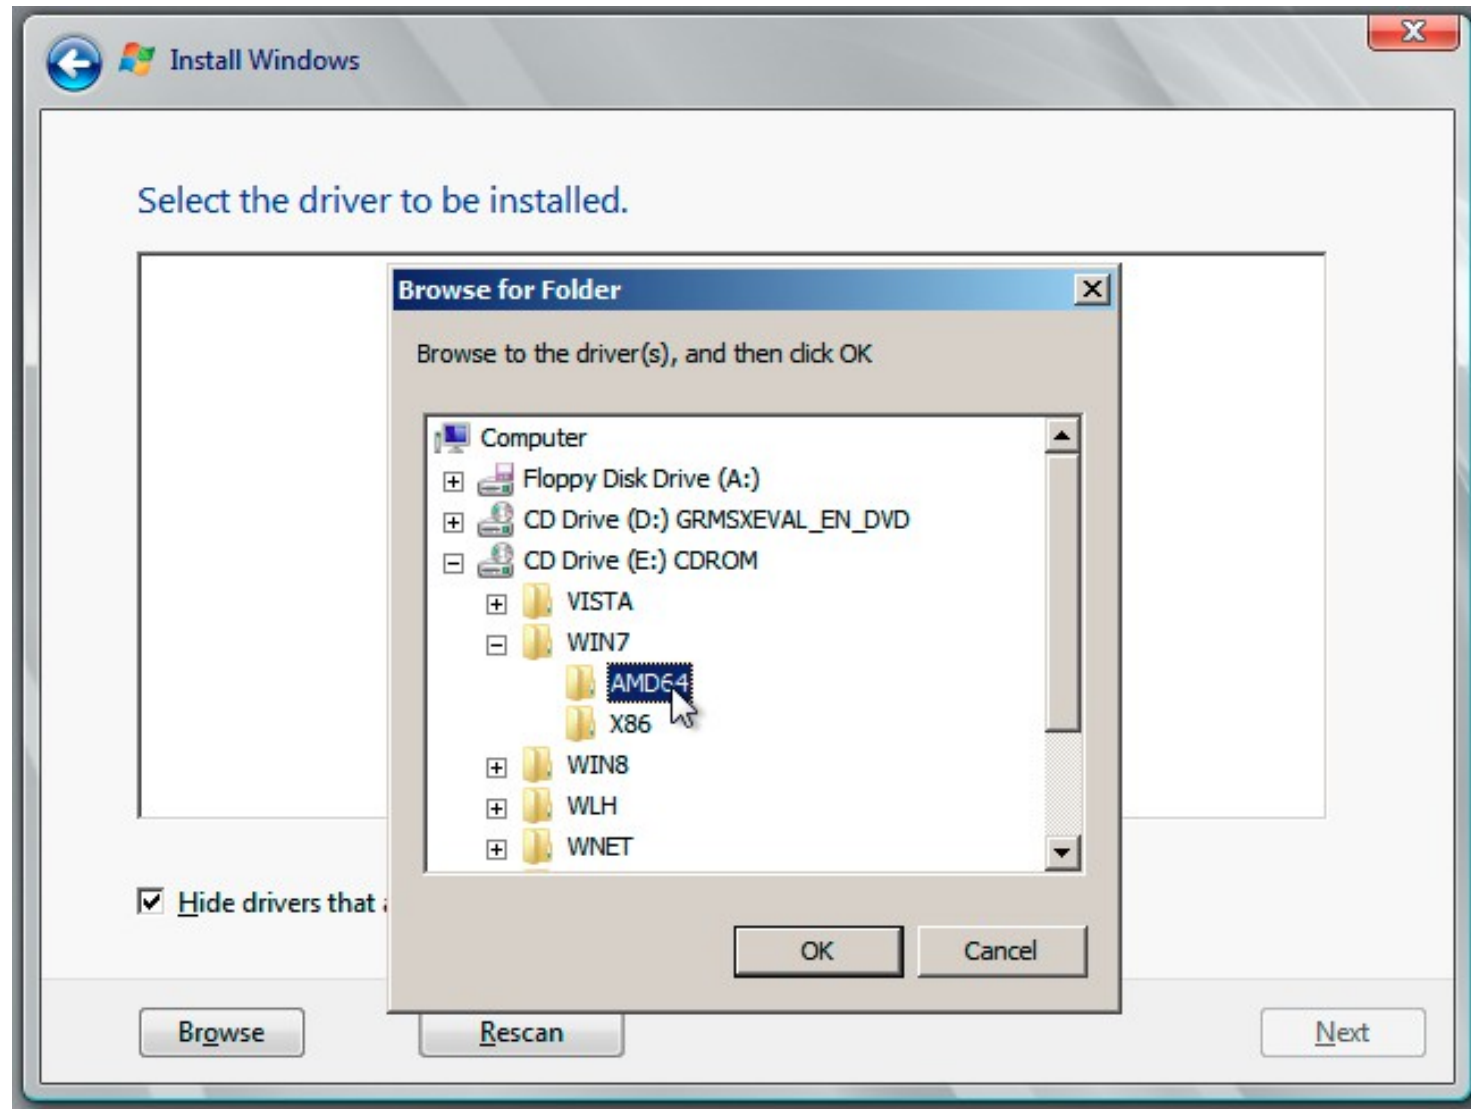 Install Windows
Select the driver to be installed.
Browse for Folder
Browse to the driver(s), and then click OK
Computer
Floppy Disk Drive (A:)
CD Drive (D:) GRMSXEVAL_EN_DVD
CD Drive (E:) CDROM
VISTA
WIN7
AMD64
X86
WIN8
WLH
WNET
Hide drivers that
OK Cancel
Browse Rescan Next